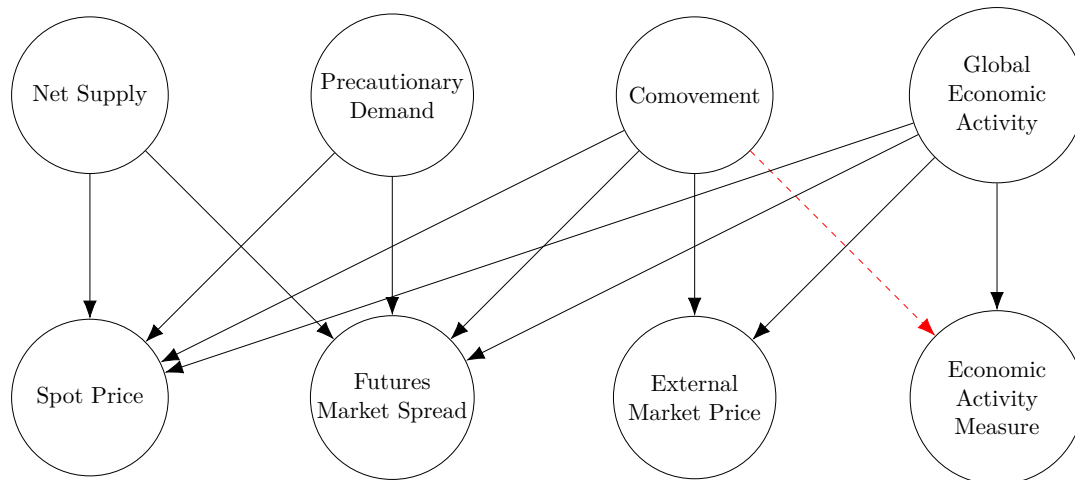 Net Supply
Precautionary
Demand
Comovement
Global
Economic
Activity
Spot Price
Futures
Market Spread
External
Market Price
Economic
Activity
Measure